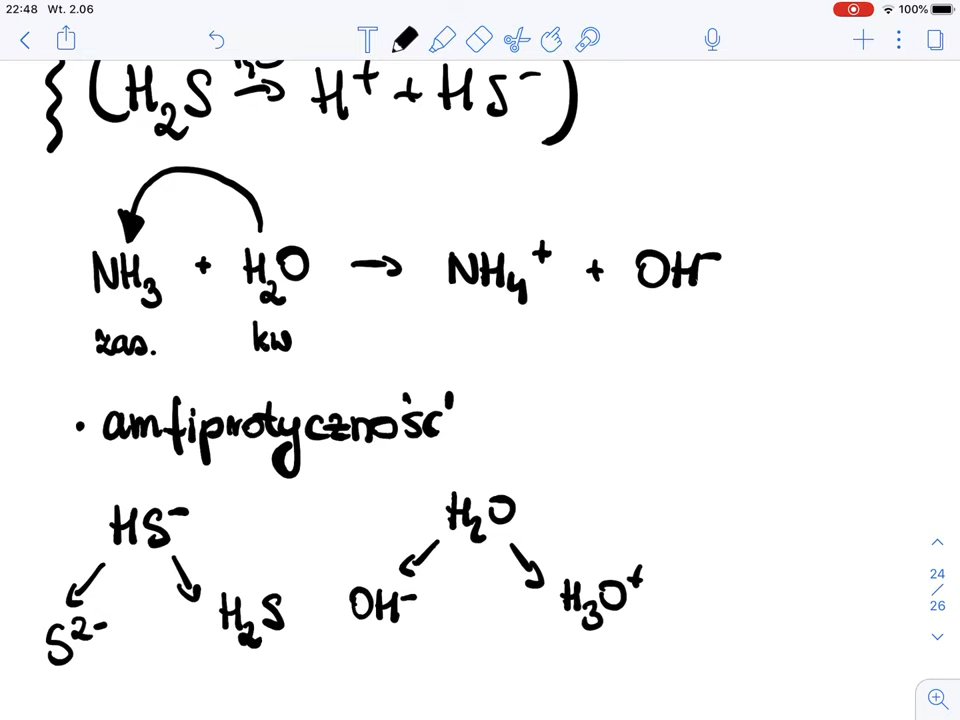 22:48 Wt. 2.06
100%
{ (H₂S → H⁺ + HS⁻)
NH₃ + H₂O → NH₄⁺ + OH⁻
zas. kw
· amfiprotyczność
HS⁻ H₂O
S²⁻ H₂S OH⁻ H₃O⁺
24
/
26